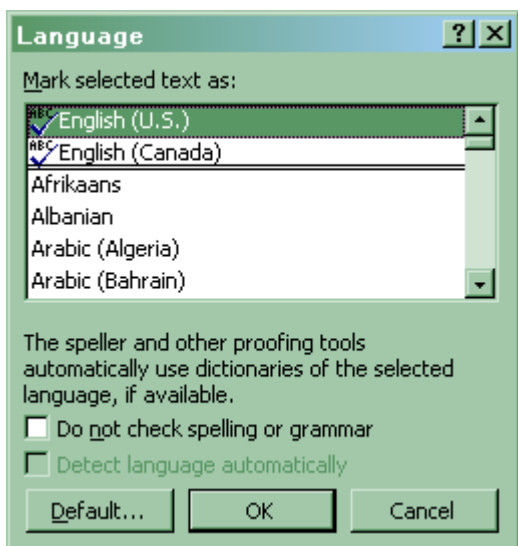 Language
Mark selected text as:
ABC English (U.S.)
ABC English (Canada)
Afrikaans
Albanian
Arabic (Algeria)
Arabic (Bahrain)
The speller and other proofing tools
automatically use dictionaries of the selected
language, if available.
Do not check spelling or grammar
Detect language automatically
Default... OK Cancel